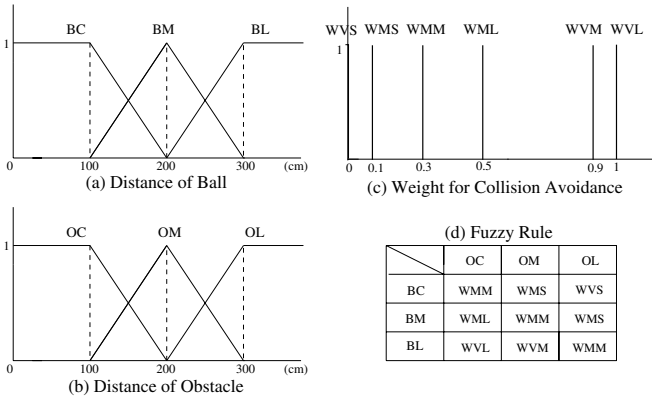 BC BM BL
1
0 100 200 300 (cm)
(a) Distance of Ball
WVS WMS WMM WML WVM WVL
1
0 0.1 0.3 0.5 0.9 1
(c) Weight for Collision Avoidance
OC OM OL
1
0 100 200 300 (cm)
(b) Distance of Obstacle
(d) Fuzzy Rule
OC OM OL
BC WMM WMS WVS
BM WML WMM WMS
BL WVL WVM WMM